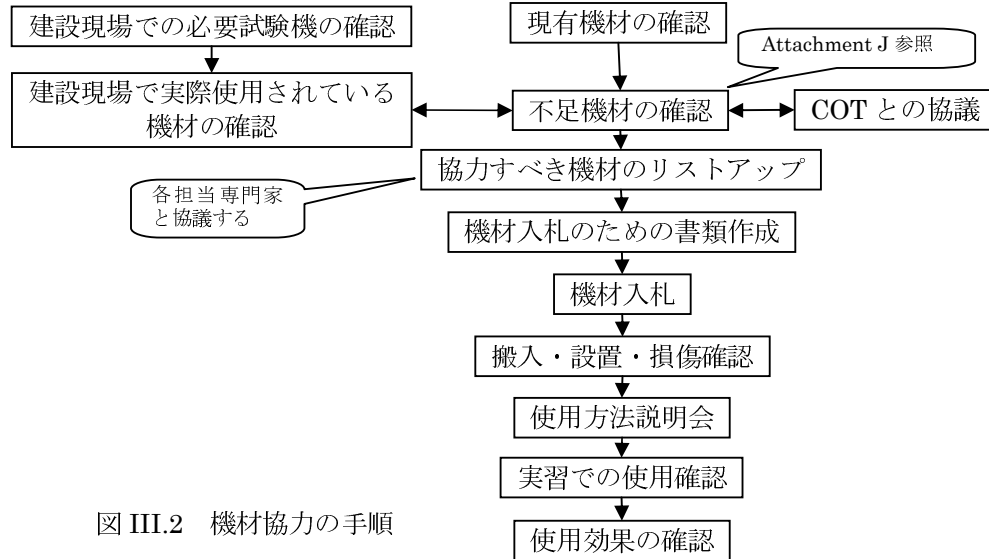 建設現場での必要試験機の確認
現有機材の確認
Attachment J 参照
建設現場で実際使用されている
機材の確認
不足機材の確認
COT との協議
協力すべき機材のリストアップ
各担当専門家
と協議する
機材入札のための書類作成
機材入札
搬入・設置・損傷確認
使用方法説明会
実習での使用確認
使用効果の確認
図 III.2　機材協力の手順